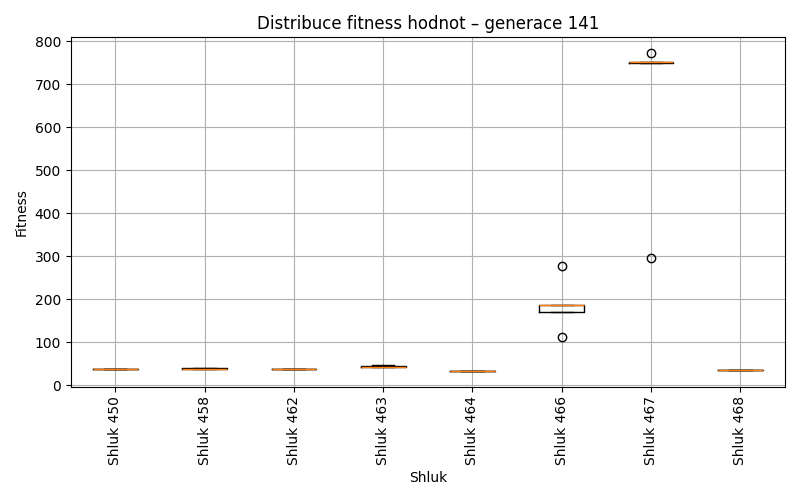 Distribuce fitness hodnot – generace 141
Fitness
800
700
600
500
400
300
200
100
0
Shluk 450
Shluk 458
Shluk 462
Shluk 463
Shluk 464
Shluk 466
Shluk 467
Shluk 468
Shluk